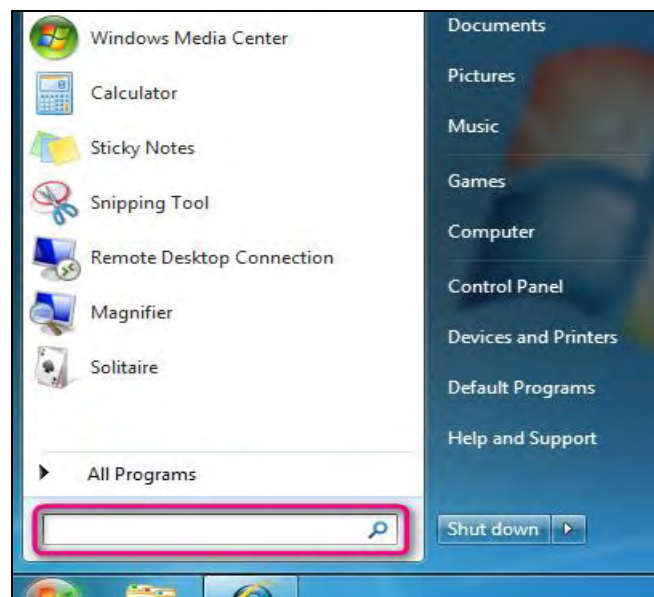 Windows Media Center
Calculator
Sticky Notes
Snipping Tool
Remote Desktop Connection
Magnifier
Solitaire
All Programs
Documents
Pictures
Music
Games
Computer
Control Panel
Devices and Printers
Default Programs
Help and Support
Shut down